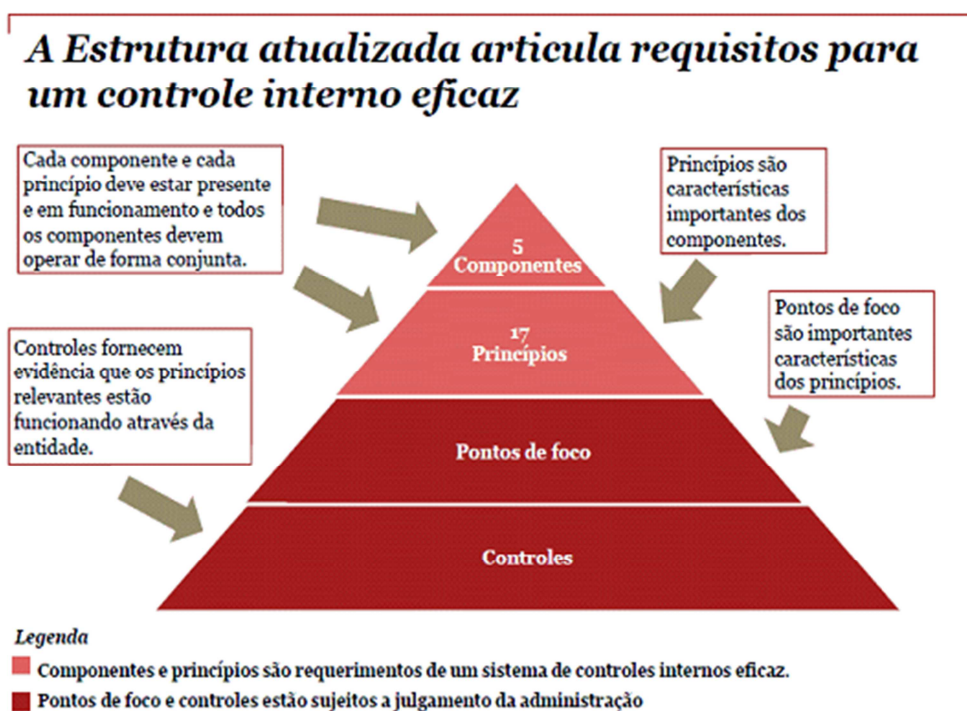 A Estrutura atualizada articula requisitos para
um controle interno eficaz
Cada componente e cada
princípio deve estar presente
e em funcionamento e todos
os componentes devem
operar de forma conjunta.
Princípios são
características
importantes dos
componentes.
5
Componentes
17
Princípios
Pontos de foco
são importantes
características
dos princípios.
Controles fornecem
evidência que os princípios
relevantes estão
funcionando através da
entidade.
Pontos de foco
Controles
Legenda
Componentes e princípios são requerimentos de um sistema de controles internos eficaz.
Pontos de foco e controles estão sujeitos a julgamento da administração